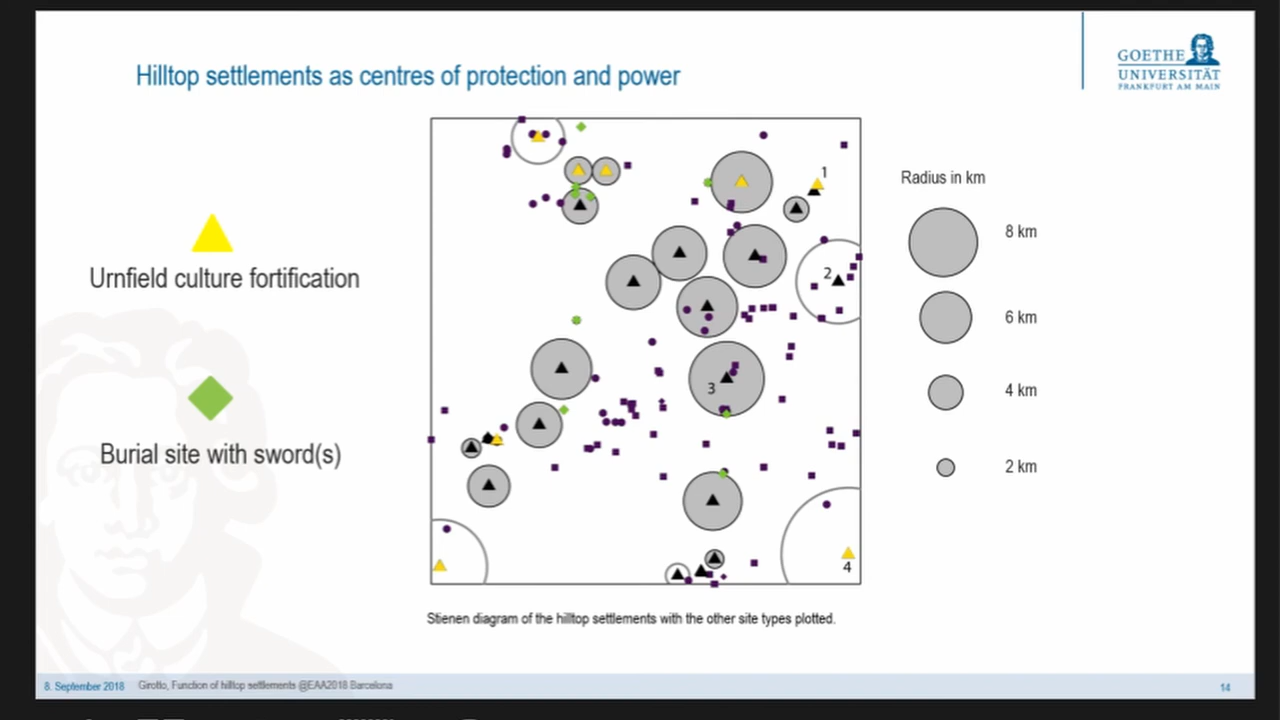 Hilltop settlements as centres of protection and power
GOETHE
UNIVERSITÄT
FRANKFURT AM MAIN
Urnfield culture fortification
Burial site with sword(s)
1
2
3
4
Radius in km
8 km
6 km
4 km
2 km
Stienen diagram of the hilltop settlements with the other site types plotted.
8. September 2018
Girotto, Function of hilltop settlements @EAA2018 Barcelona
14